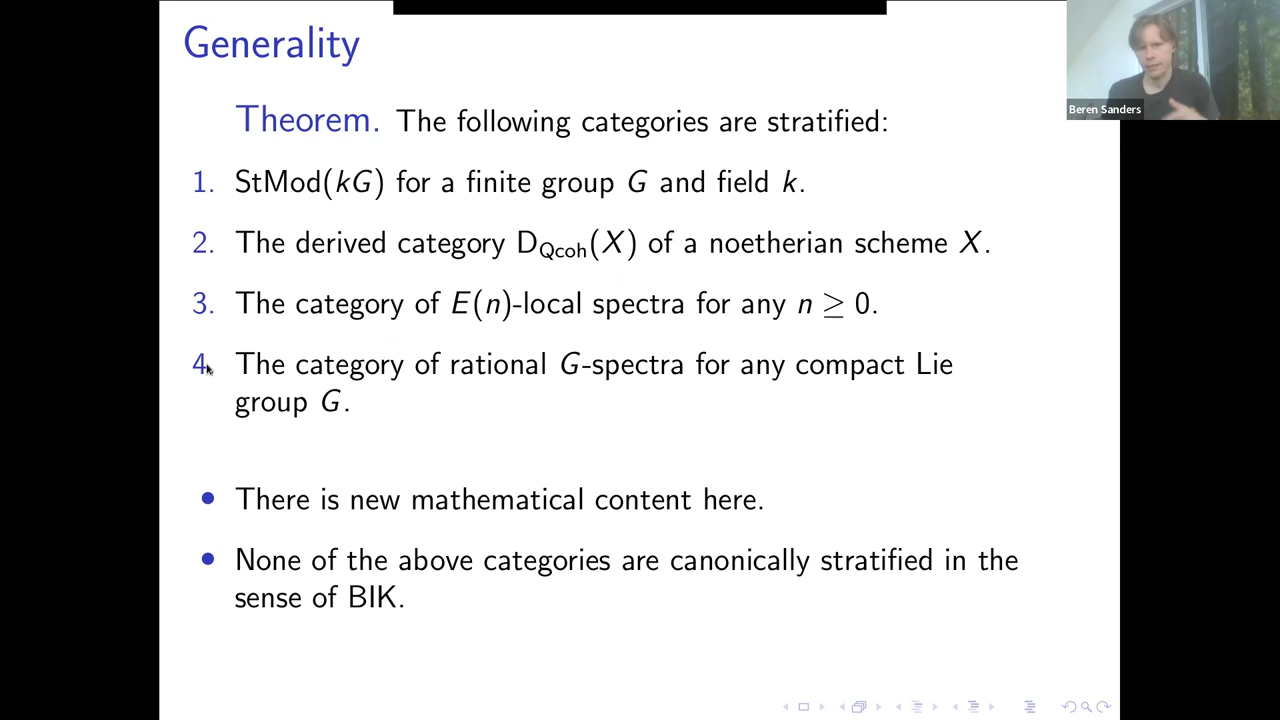 Generality
Beren Sanders
Theorem. The following categories are stratified:
1. StMod(kG) for a finite group G and field k.
2. The derived category D_Qcoh(X) of a noetherian scheme X.
3. The category of E(n)-local spectra for any n ≥ 0.
4. The category of rational G-spectra for any compact Lie
group G.
• There is new mathematical content here.
• None of the above categories are canonically stratified in the
sense of BIK.